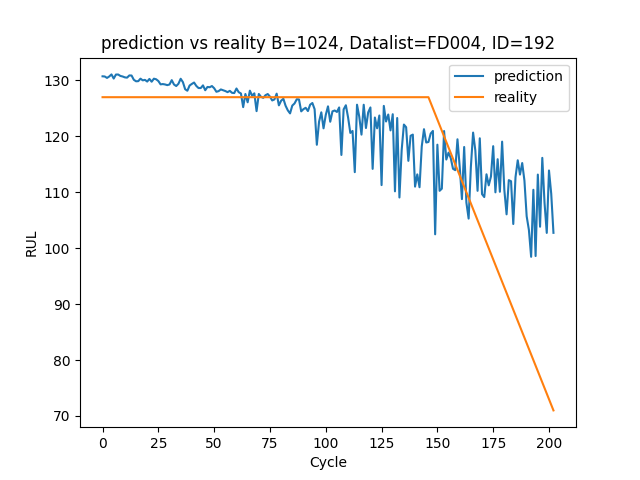 prediction vs reality B=1024, Datalist=FD004, ID=192
prediction
reality
130
120
110
100
90
80
70
RUL
0 25 50 75 100 125 150 175 200
Cycle